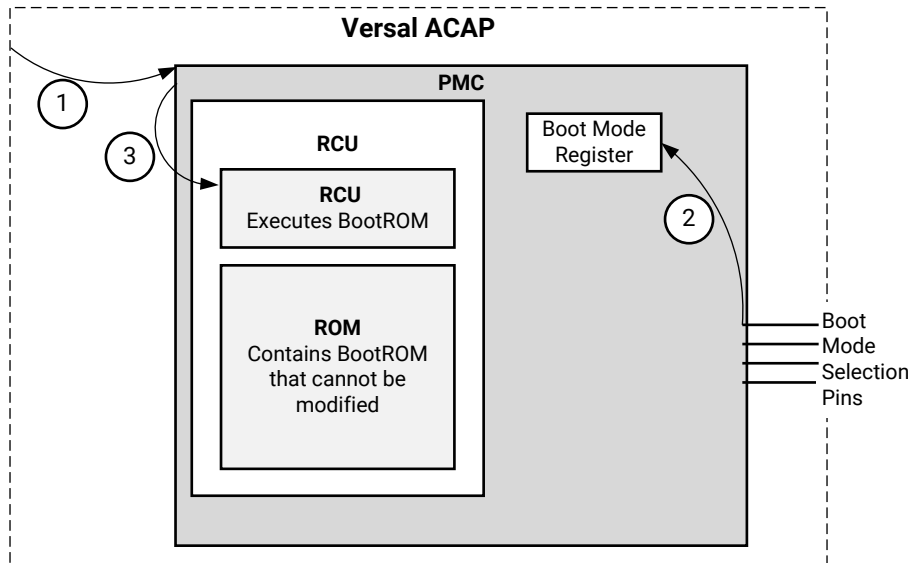 Versal ACAP
PMC
1
3
RCU
RCU
Executes BootROM
ROM
Contains BootROM
that cannot be
modified
Boot Mode
Register
2
Boot
Mode
Selection
Pins